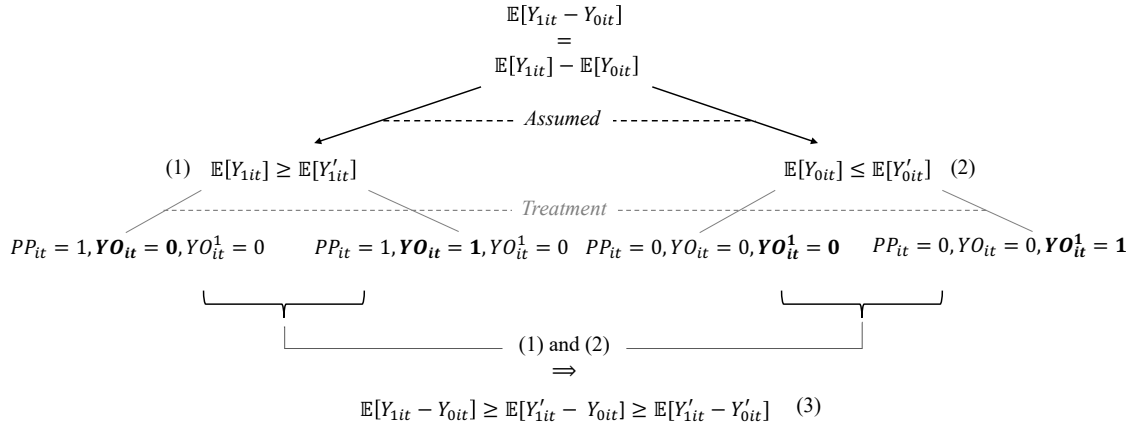 𝔼[Y₁ᵢₜ − Y₀ᵢₜ]
=
𝔼[Y₁ᵢₜ] − 𝔼[Y₀ᵢₜ]
Assumed
(1) 𝔼[Y₁ᵢₜ] ≥ 𝔼[Y′₁ᵢₜ] 𝔼[Y₀ᵢₜ] ≤ 𝔼[Y′₀ᵢₜ] (2)
Treatment
PPᵢₜ = 1, YOᵢₜ = 0, YO¹ᵢₜ = 0 PPᵢₜ = 1, YOᵢₜ = 1, YO¹ᵢₜ = 0 PPᵢₜ = 0, YOᵢₜ = 0, YO¹ᵢₜ = 0 PPᵢₜ = 0, YOᵢₜ = 0, YO¹ᵢₜ = 1
(1) and (2)
⟹
𝔼[Y₁ᵢₜ − Y₀ᵢₜ] ≥ 𝔼[Y′₁ᵢₜ − Y₀ᵢₜ] ≥ 𝔼[Y′₁ᵢₜ − Y′₀ᵢₜ] (3)